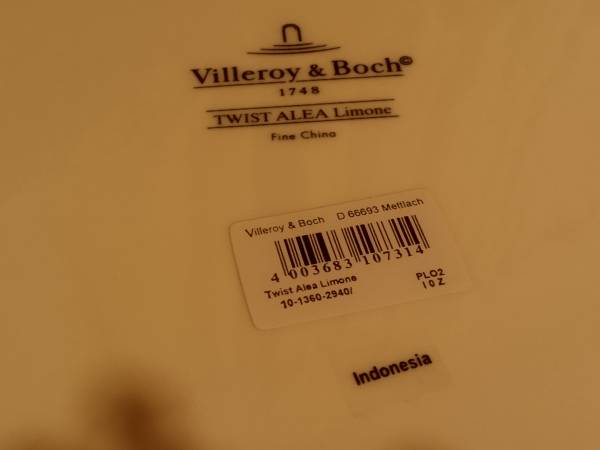 Villeroy & Boch©
1748
TWIST ALEA Limone
Fine China
Villeroy & Boch D 66693 Mettlach
4 003683 107314
Twist Alea Limone PLO2
10-1360-2940/ I 0 Z
Indonesia